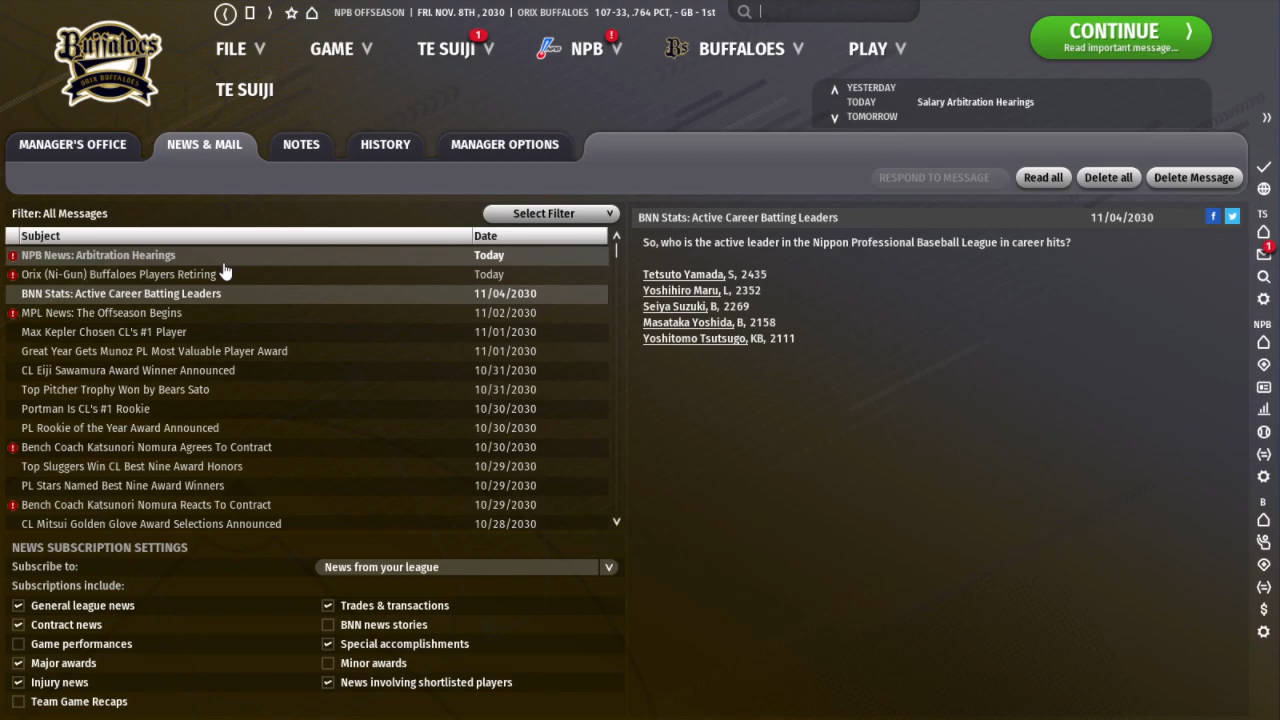 NPB OFFSEASON | FRI. NOV. 8TH , 2030 | ORIX BUFFALOES 107-33, .764 PCT, - GB - 1st
Buffaloes
ORIX BUFFALOES
FILE
GAME
TE SUIJI
1
NPB
!
Bs
BUFFALOES
PLAY
CONTINUE
Read important message...
TE SUIJI
YESTERDAY
TODAY
Salary Arbitration Hearings
TOMORROW
MANAGER'S OFFICE
NEWS & MAIL
NOTES
HISTORY
MANAGER OPTIONS
RESPOND TO MESSAGE
Read all
Delete all
Delete Message
Filter: All Messages
Select Filter
Subject
Date
NPB News: Arbitration Hearings Today
Orix (Ni-Gun) Buffaloes Players Retiring Today
BNN Stats: Active Career Batting Leaders 11/04/2030
MPL News: The Offseason Begins 11/02/2030
Max Kepler Chosen CL's #1 Player 11/01/2030
Great Year Gets Munoz PL Most Valuable Player Award 11/01/2030
CL Eiji Sawamura Award Winner Announced 10/31/2030
Top Pitcher Trophy Won by Bears Sato 10/31/2030
Portman Is CL's #1 Rookie 10/30/2030
PL Rookie of the Year Award Announced 10/30/2030
Bench Coach Katsunori Nomura Agrees To Contract 10/30/2030
Top Sluggers Win CL Best Nine Award Honors 10/29/2030
PL Stars Named Best Nine Award Winners 10/29/2030
Bench Coach Katsunori Nomura Reacts To Contract 10/29/2030
CL Mitsui Golden Glove Award Selections Announced 10/28/2030
NEWS SUBSCRIPTION SETTINGS
Subscribe to:
News from your league
Subscriptions include:
General league news
Trades & transactions
Contract news
BNN news stories
Game performances
Special accomplishments
Major awards
Minor awards
Injury news
News involving shortlisted players
Team Game Recaps
BNN Stats: Active Career Batting Leaders 11/04/2030
So, who is the active leader in the Nippon Professional Baseball League in career hits?
Tetsuto Yamada, S, 2435
Yoshihiro Maru, L, 2352
Seiya Suzuki, B, 2269
Masataka Yoshida, B, 2158
Yoshitomo Tsutsugo, KB, 2111
TS
1
NPB
B
$